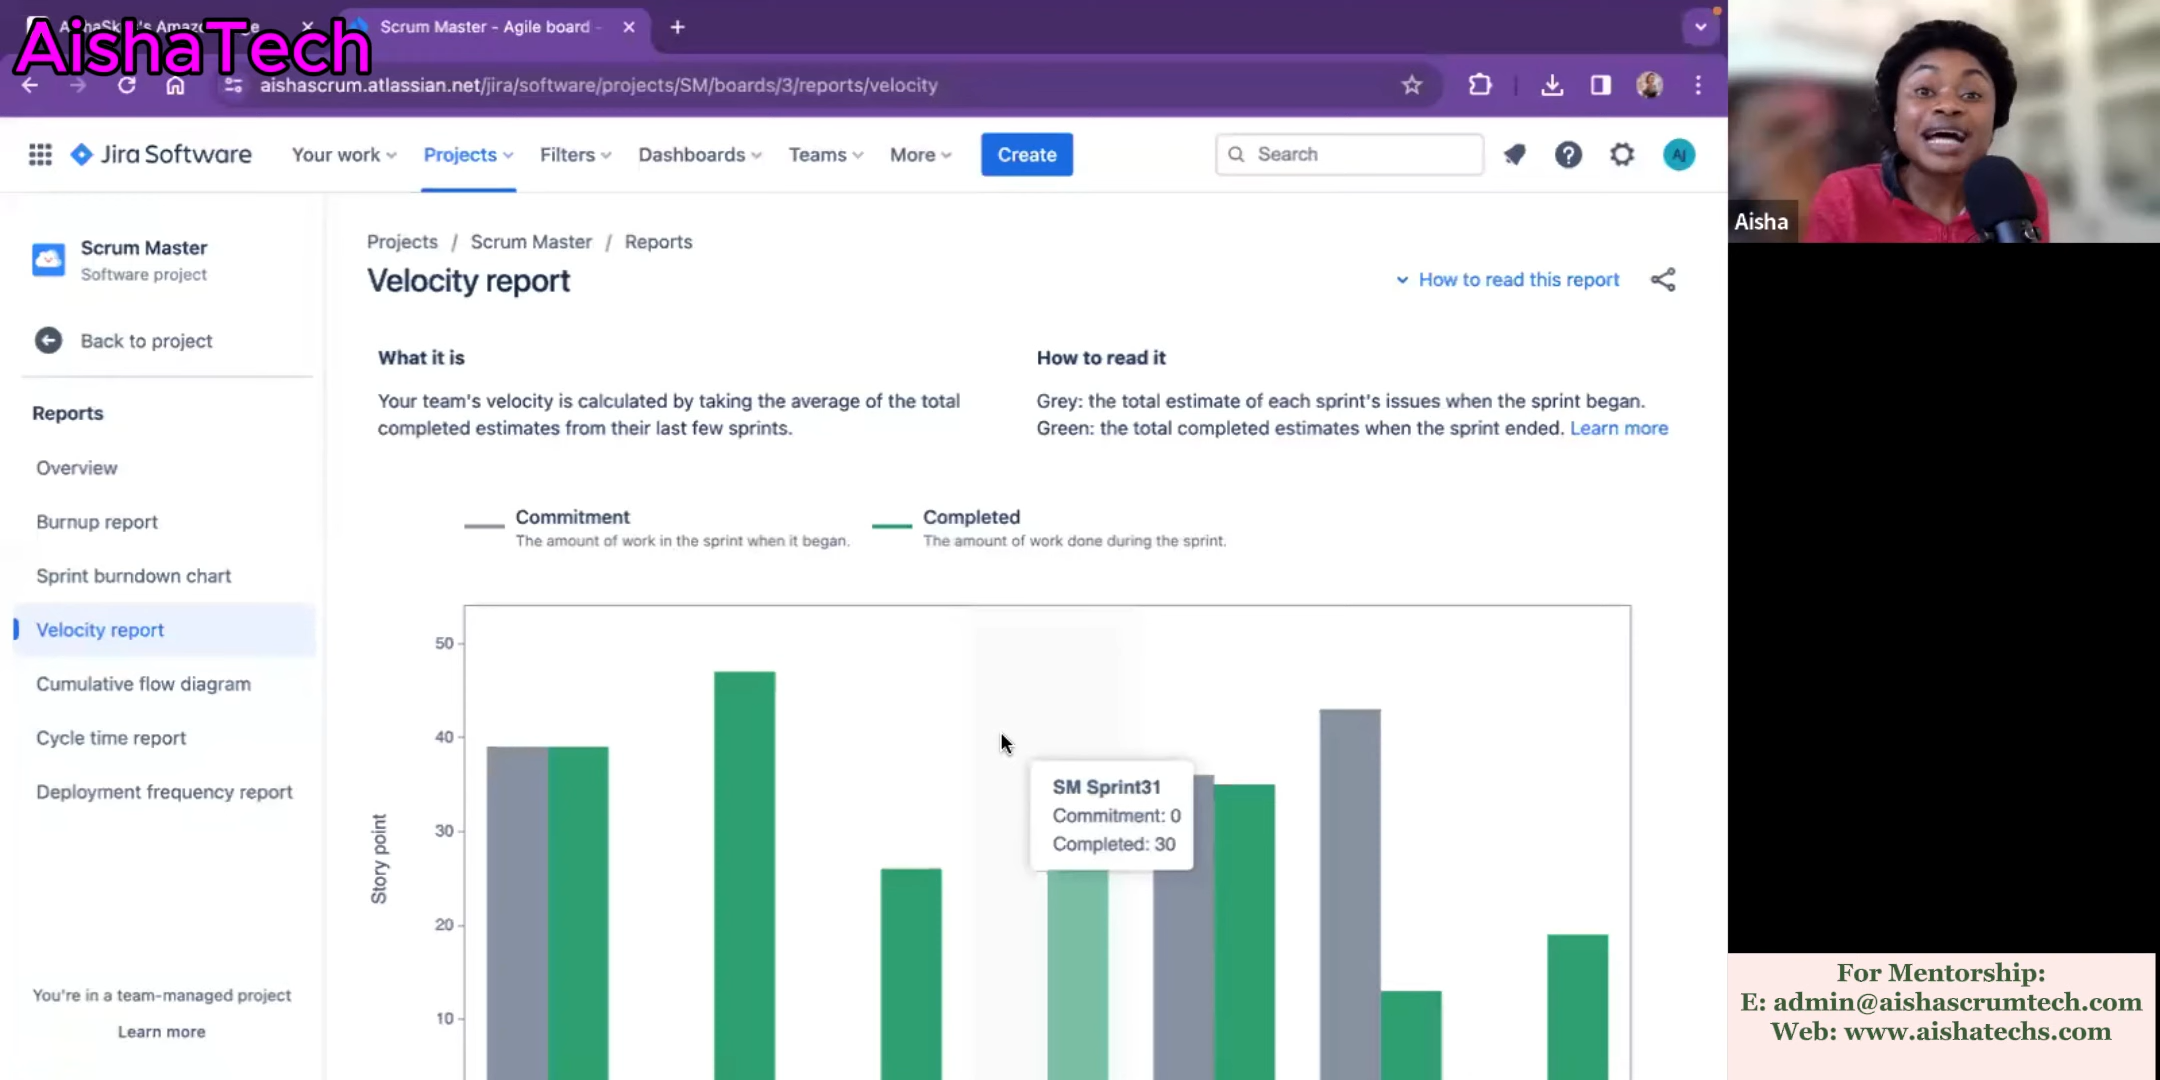 AishaTech
Scrum Master - Agile board -
aishascrum.atlassian.net/jira/software/projects/SM/boards/3/reports/velocity
Jira Software
Your work
Projects
Filters
Dashboards
Teams
More
Create
Search
AJ
Aisha
Scrum Master
Software project
Back to project
Reports
Overview
Burnup report
Sprint burndown chart
Velocity report
Cumulative flow diagram
Cycle time report
Deployment frequency report
You're in a team-managed project
Learn more
Projects / Scrum Master / Reports
Velocity report
How to read this report
What it is
Your team's velocity is calculated by taking the average of the total
completed estimates from their last few sprints.
How to read it
Grey: the total estimate of each sprint's issues when the sprint began.
Green: the total completed estimates when the sprint ended. Learn more
Commitment
The amount of work in the sprint when it began.
Completed
The amount of work done during the sprint.
50
40
30
20
10
Story point
SM Sprint31
Commitment: 0
Completed: 30
For Mentorship:
E: admin@aishascrumtech.com
Web: www.aishatechs.com